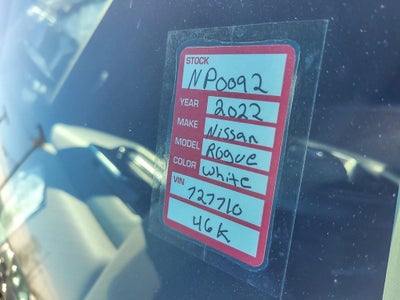 STOCK
NP0092
YEAR 2022
MAKE Nissan
MODEL Rogue
COLOR White
VIN 727710
46K